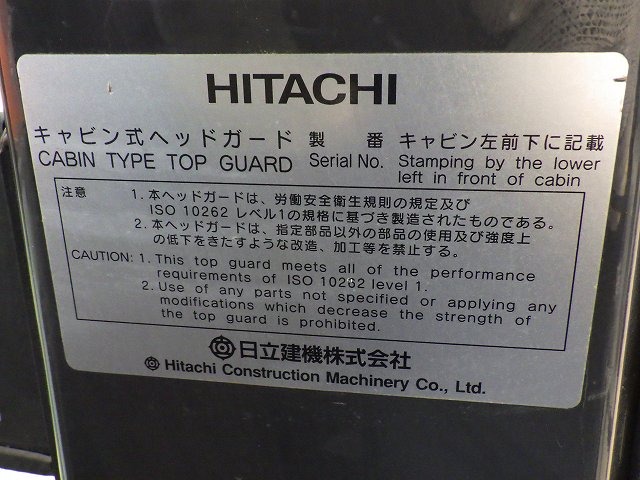 HITACHI
キャビン式ヘッドガード 製 番 キャビン左前下に記載
CABIN TYPE TOP GUARD Serial No. Stamping by the lower
left in front of cabin
注意 1. 本ヘッドガードは、労働安全衛生規則の規定及び
ISO 10262 レベル1の規格に基づき製造されたものである。
2. 本ヘッドガードは、指定部品以外の部品の使用及び強度上
の低下をきたすような改造、加工等を禁止する。
CAUTION: 1. This top guard meets all of the performance
requirements of ISO 10262 level 1.
2. Use of any parts not specified or applying any
modifications which decrease the strength of
the top guard is prohibited.
日立建機株式会社
Hitachi Construction Machinery Co., Ltd.